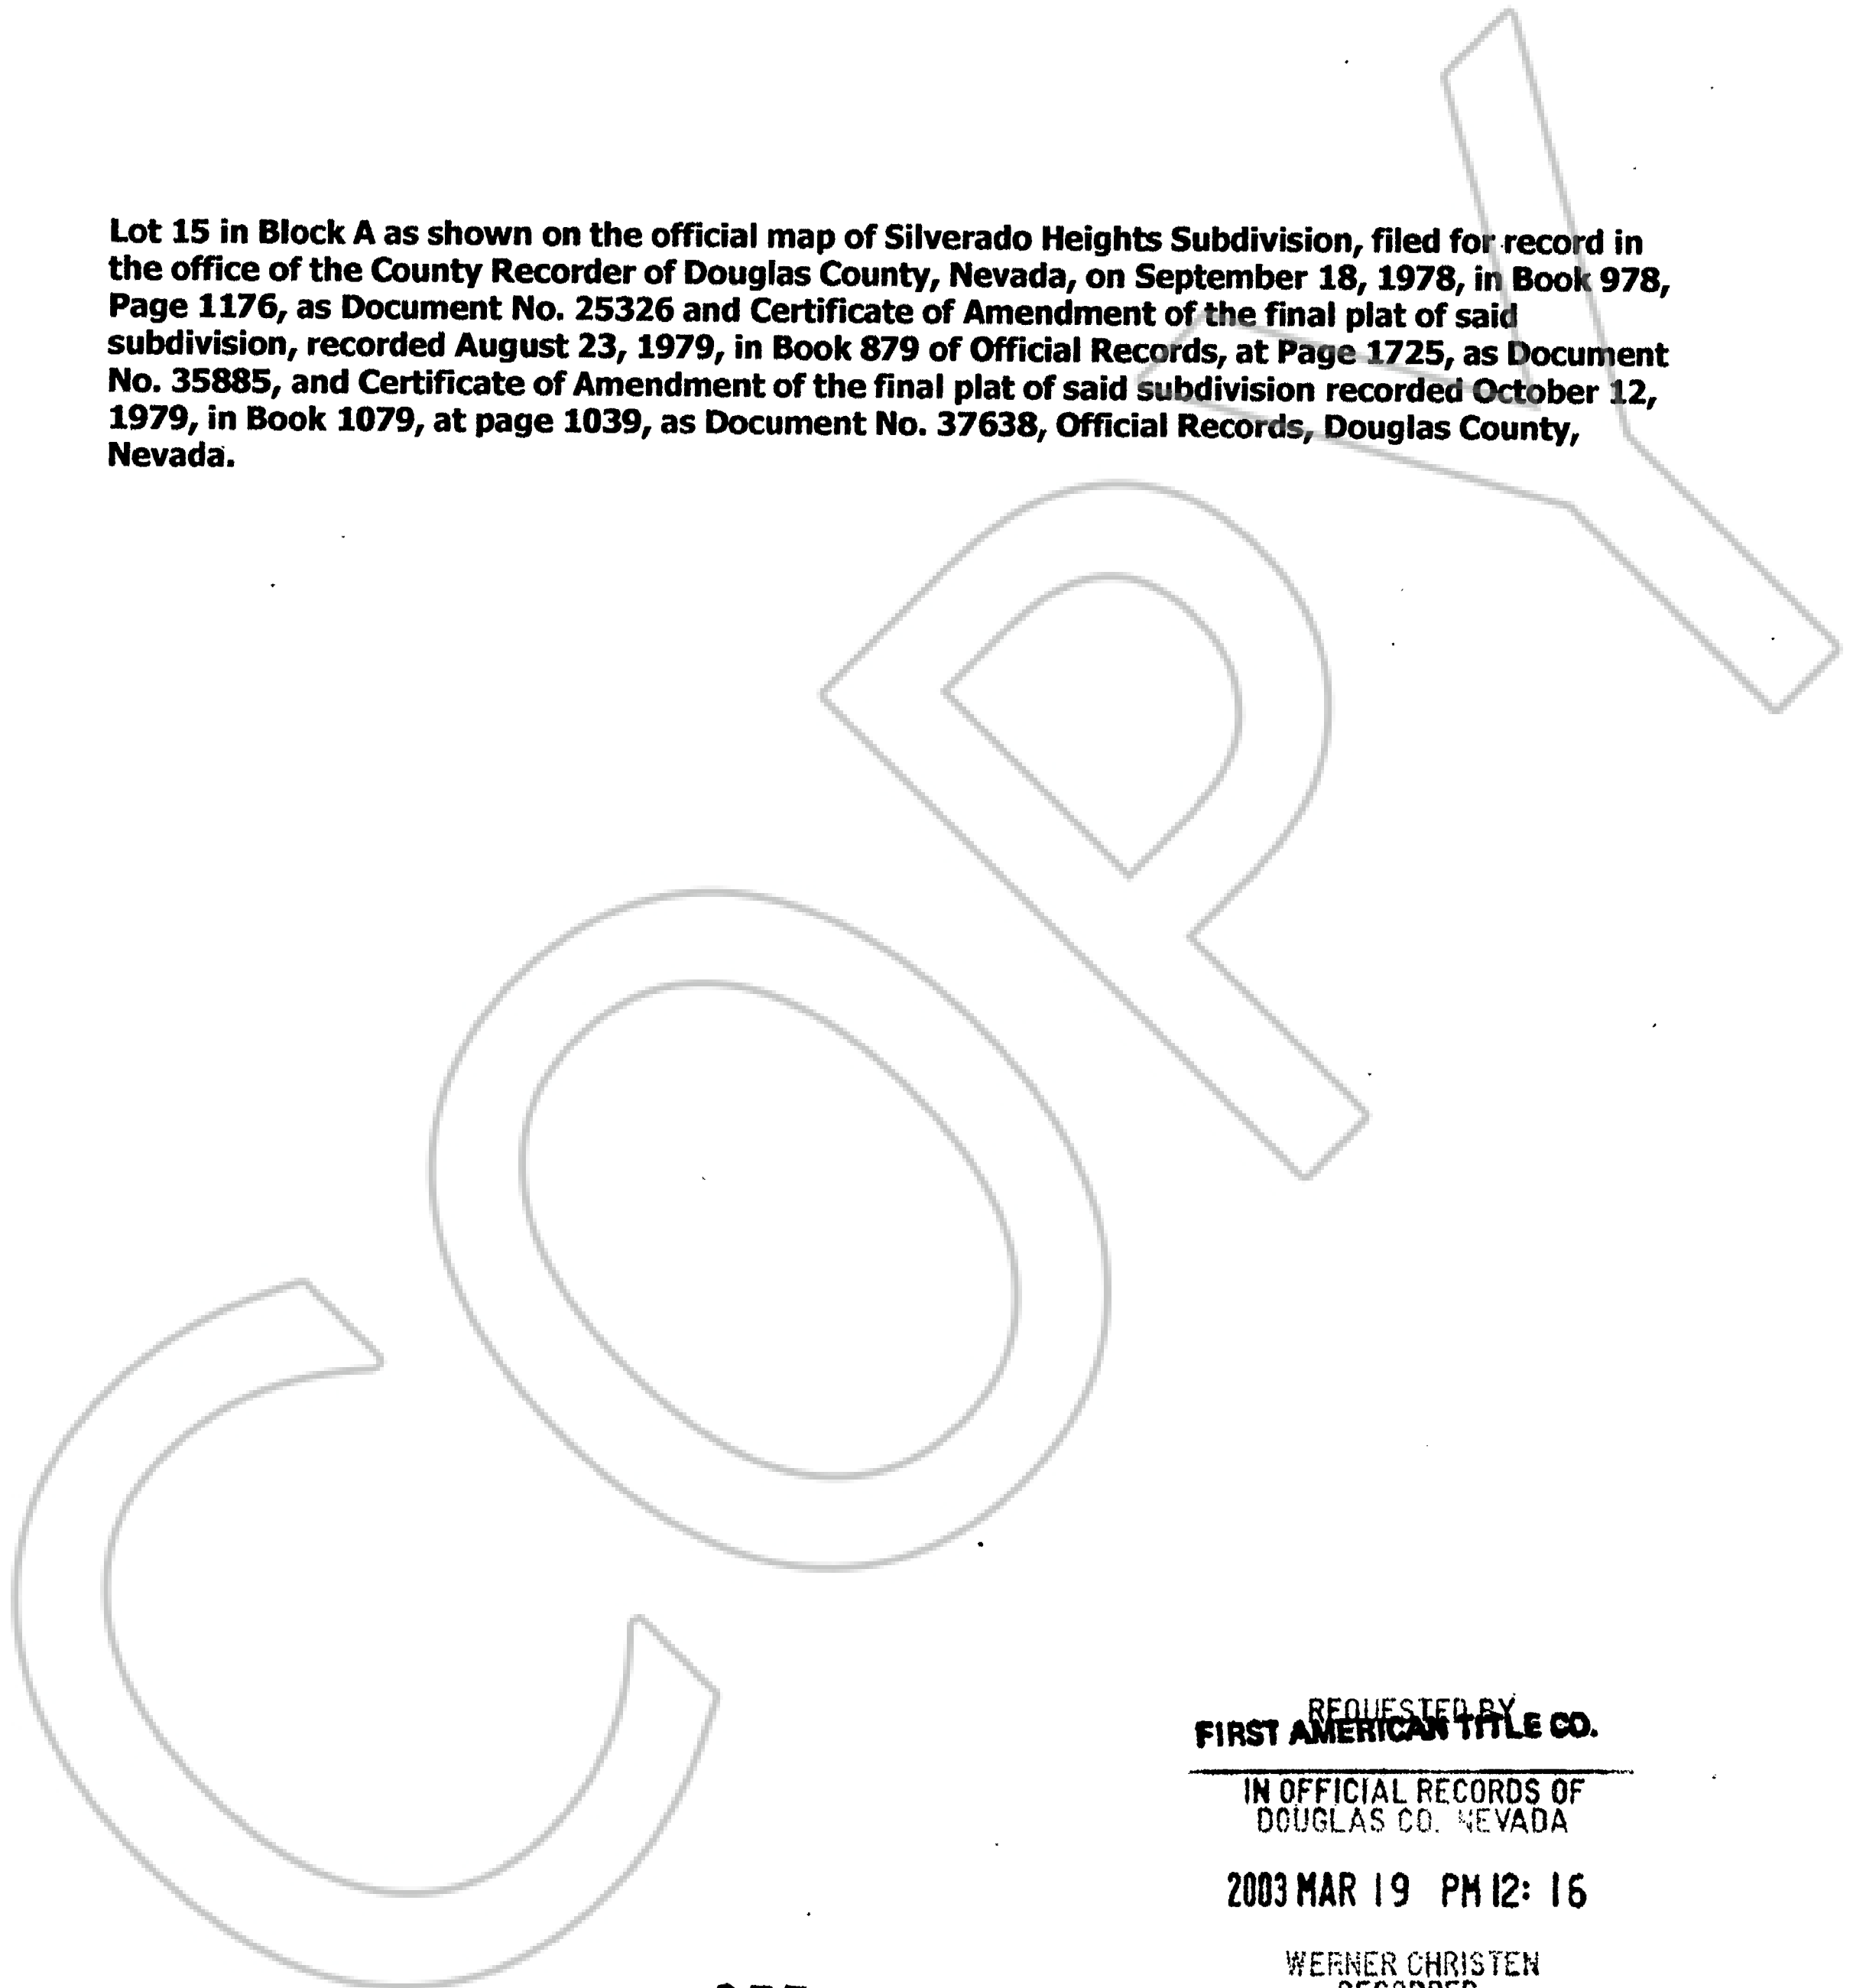 Lot 15 in Block A as shown on the official map of Silverado Heights Subdivision, filed for record in
the office of the County Recorder of Douglas County, Nevada, on September 18, 1978, in Book 978,
Page 1176, as Document No. 25326 and Certificate of Amendment of the final plat of said
subdivision, recorded August 23, 1979, in Book 879 of Official Records, at Page 1725, as Document
No. 35885, and Certificate of Amendment of the final plat of said subdivision recorded October 12,
1979, in Book 1079, at page 1039, as Document No. 37638, Official Records, Douglas County,
Nevada.
COPY
REQUESTED BY
FIRST AMERICAN TITLE CO.
IN OFFICIAL RECORDS OF
DOUGLAS CO. NEVADA
2003 MAR 19 PM 12: 16
WERNER CHRISTEN
RECORDER